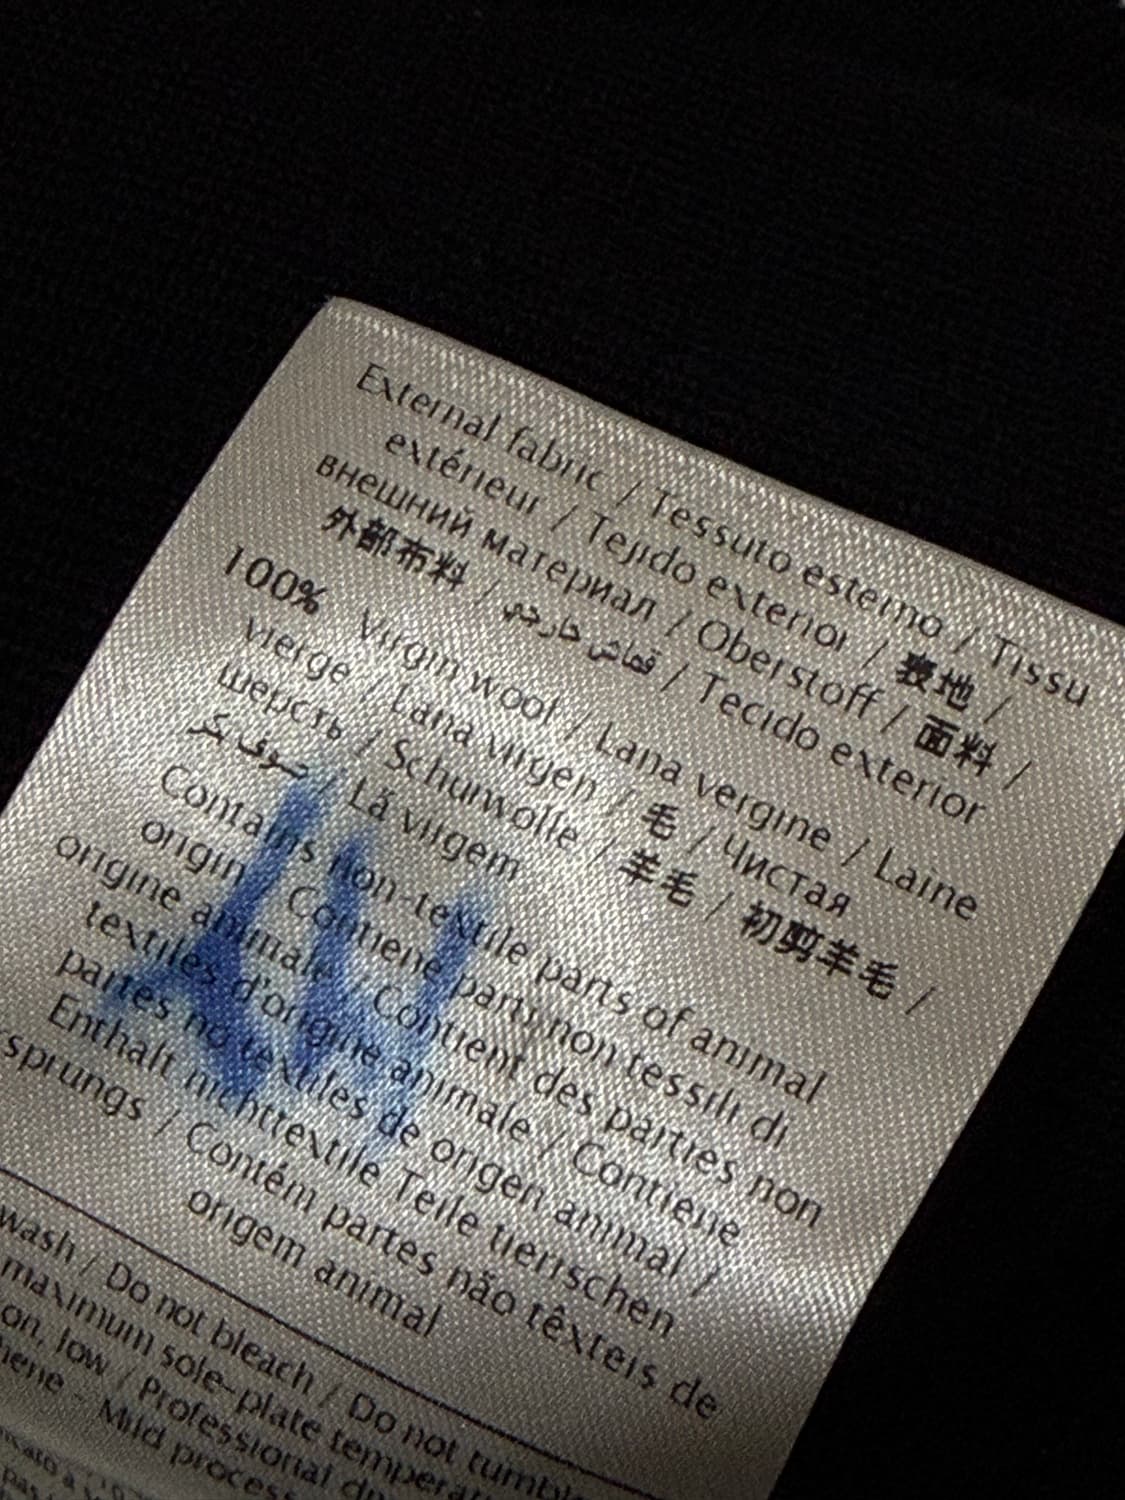 External fabric / Tessuto esterno / Tissu
extérieur / Tejido exterior / 表地 /
внешний материал / Oberstoff / 面料 /
外部布料 / قماش خارجي / Tecido exterior
100% Virgin wool / Lana vergine / Laine
vierge / Lana virgen / 毛 / Чистая
шерсть / Schurwolle / 羊毛 / 初剪羊毛 /
صوف بكر / Lã virgem
Contains non-textile parts of animal
origin / Contiene parti non tessili di
origine animale / Contient des parties non
textiles d'origine animale / Contiene
partes no textiles de origen animal /
Enthält nichttextile Teile tierischen
sprungs / Contém partes não têxteis de
origem animal
wash / Do not bleach / Do not tumble
maximum sole-plate temperat
on, low / Professional dr
Mild process